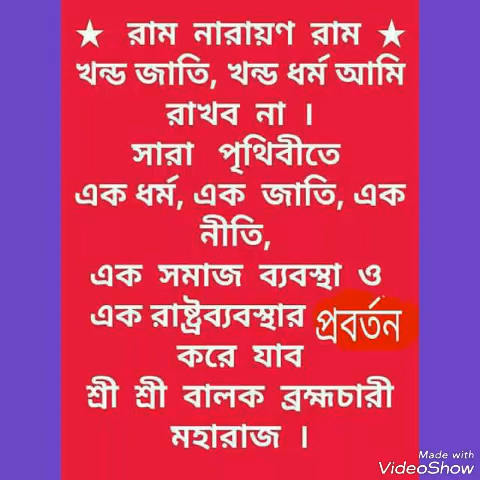 ★ রাম নারায়ণ রাম ★
খন্ড জাতি, খন্ড ধর্ম আমি
রাখব না ।
সারা পৃথিবীতে
এক ধর্ম, এক জাতি, এক
নীতি,
এক সমাজ ব্যবস্থা ও
এক রাষ্ট্রব্যবস্থার প্রবর্তন
করে যাব
শ্রী শ্রী বালক ব্রহ্মচারী
মহারাজ ।
Made with
VideoShow